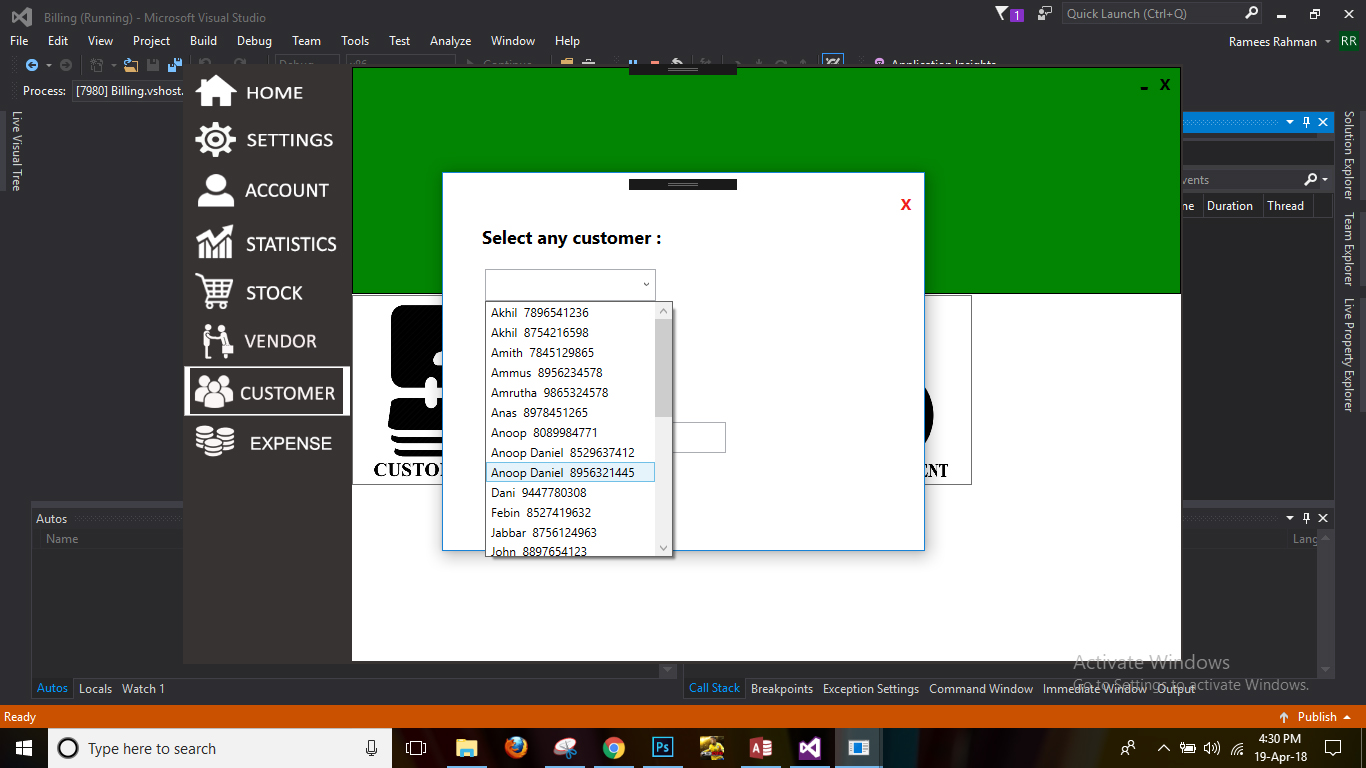 Billing (Running) - Microsoft Visual Studio
1
Quick Launch (Ctrl+Q)
File Edit View Project Build Debug Team Tools Test Analyze Window Help
Ramees Rahman RR
Process: [7980] Billing.vshost.
Live Visual Tree
HOME
SETTINGS
ACCOUNT
STATISTICS
STOCK
VENDOR
CUSTOMER
EXPENSE
- X
X
Select any customer :
Akhil 7896541236
Akhil 8754216598
Amith 7845129865
Ammus 8956234578
Amrutha 9865324578
Anas 8978451265
Anoop 8089984771
Anoop Daniel 8529637412
Anoop Daniel 8956321445
Dani 9447780308
Febin 8527419632
Jabbar 8756124963
John 8897654123
Duration Thread
Solution Explorer
Team Explorer
Live Property Explorer
Autos
Name
Lang
Activate Windows
Go to Settings to activate Windows.
Autos Locals Watch 1
Call Stack Breakpoints Exception Settings Command Window Immediate Window Output
Ready
Publish
Type here to search
Ps
A
4:30 PM
19-Apr-18